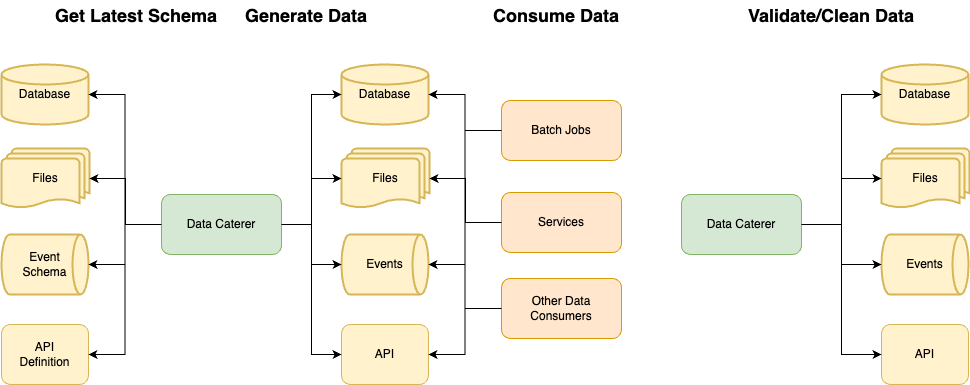 Get Latest Schema
Generate Data
Consume Data
Validate/Clean Data
Database
Files
Event
Schema
API
Definition
Data Caterer
Database
Files
Events
API
Batch Jobs
Services
Other Data
Consumers
Data Caterer
Database
Files
Events
API